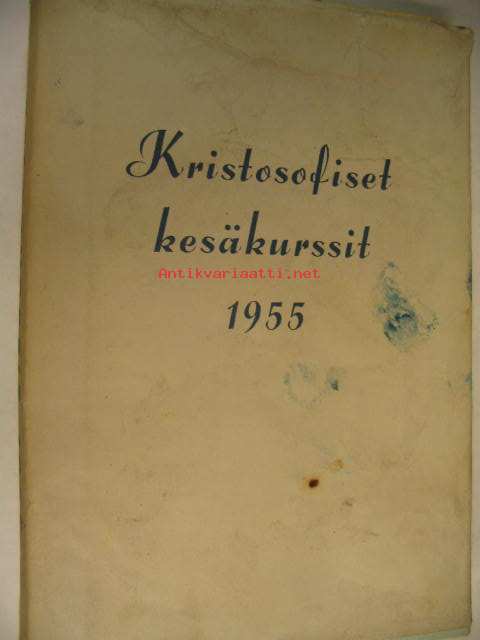 Kristosofiset
kesäkurssit
Antikvariaatti.net
1955